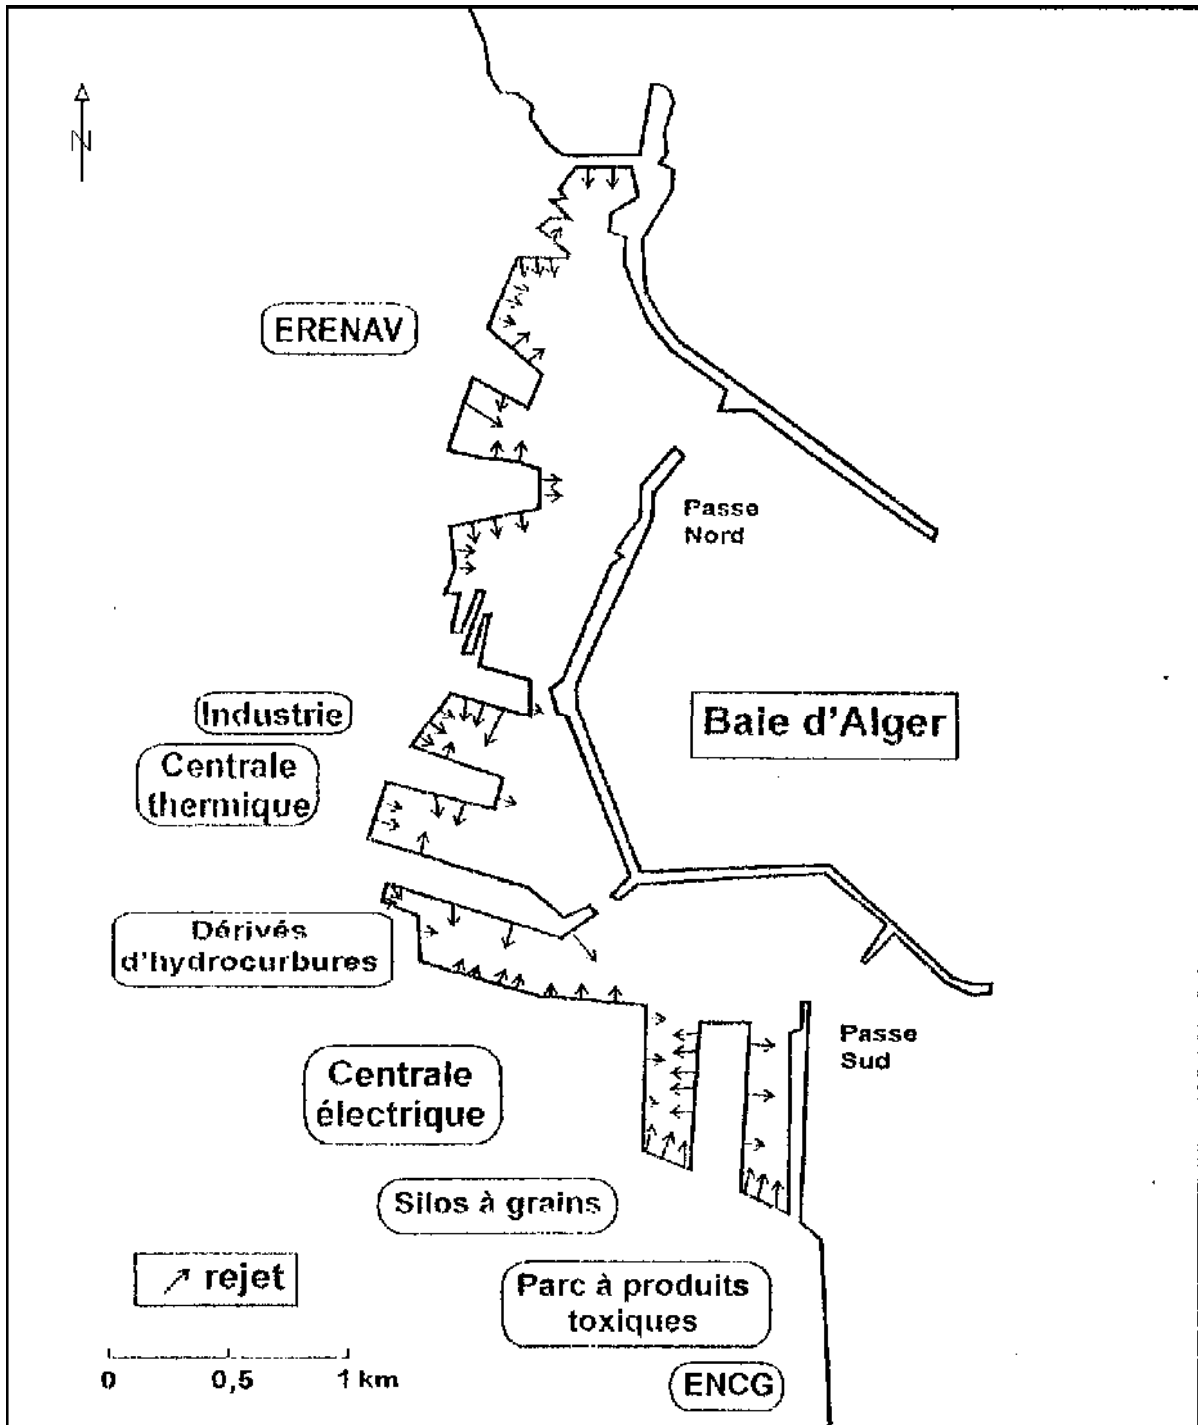 N
ERENAV
Passe
Nord
Industrie
Baie d'Alger
Centrale
thermique
Dérivés
d'hydrocurbures
Passe
Sud
Centrale
électrique
Silos à grains
rejet
Parc à produits
toxiques
0 0,5 1 km
ENCG